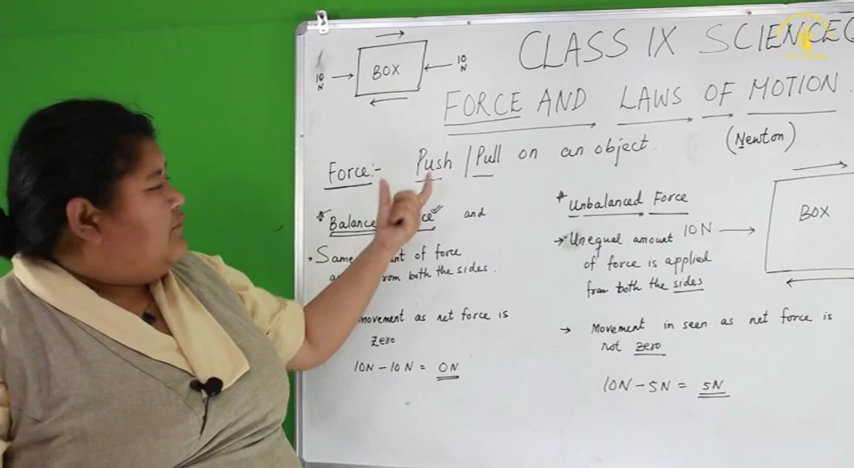 CLASS IX SCIENCE
10 N
BOX
10 N
FORCE AND LAWS OF MOTION.
Force:- Push / Pull on an object. (Newton)
* Balance and
• Same of force
from both the sides.
movement as net force is
zero
10N - 10N = 0N
* Unbalanced Force
→ Unequal amount
of force is applied
from both the sides
→ Movement in seen as net force is
not zero
10N - 5N = 5N
10N
BOX